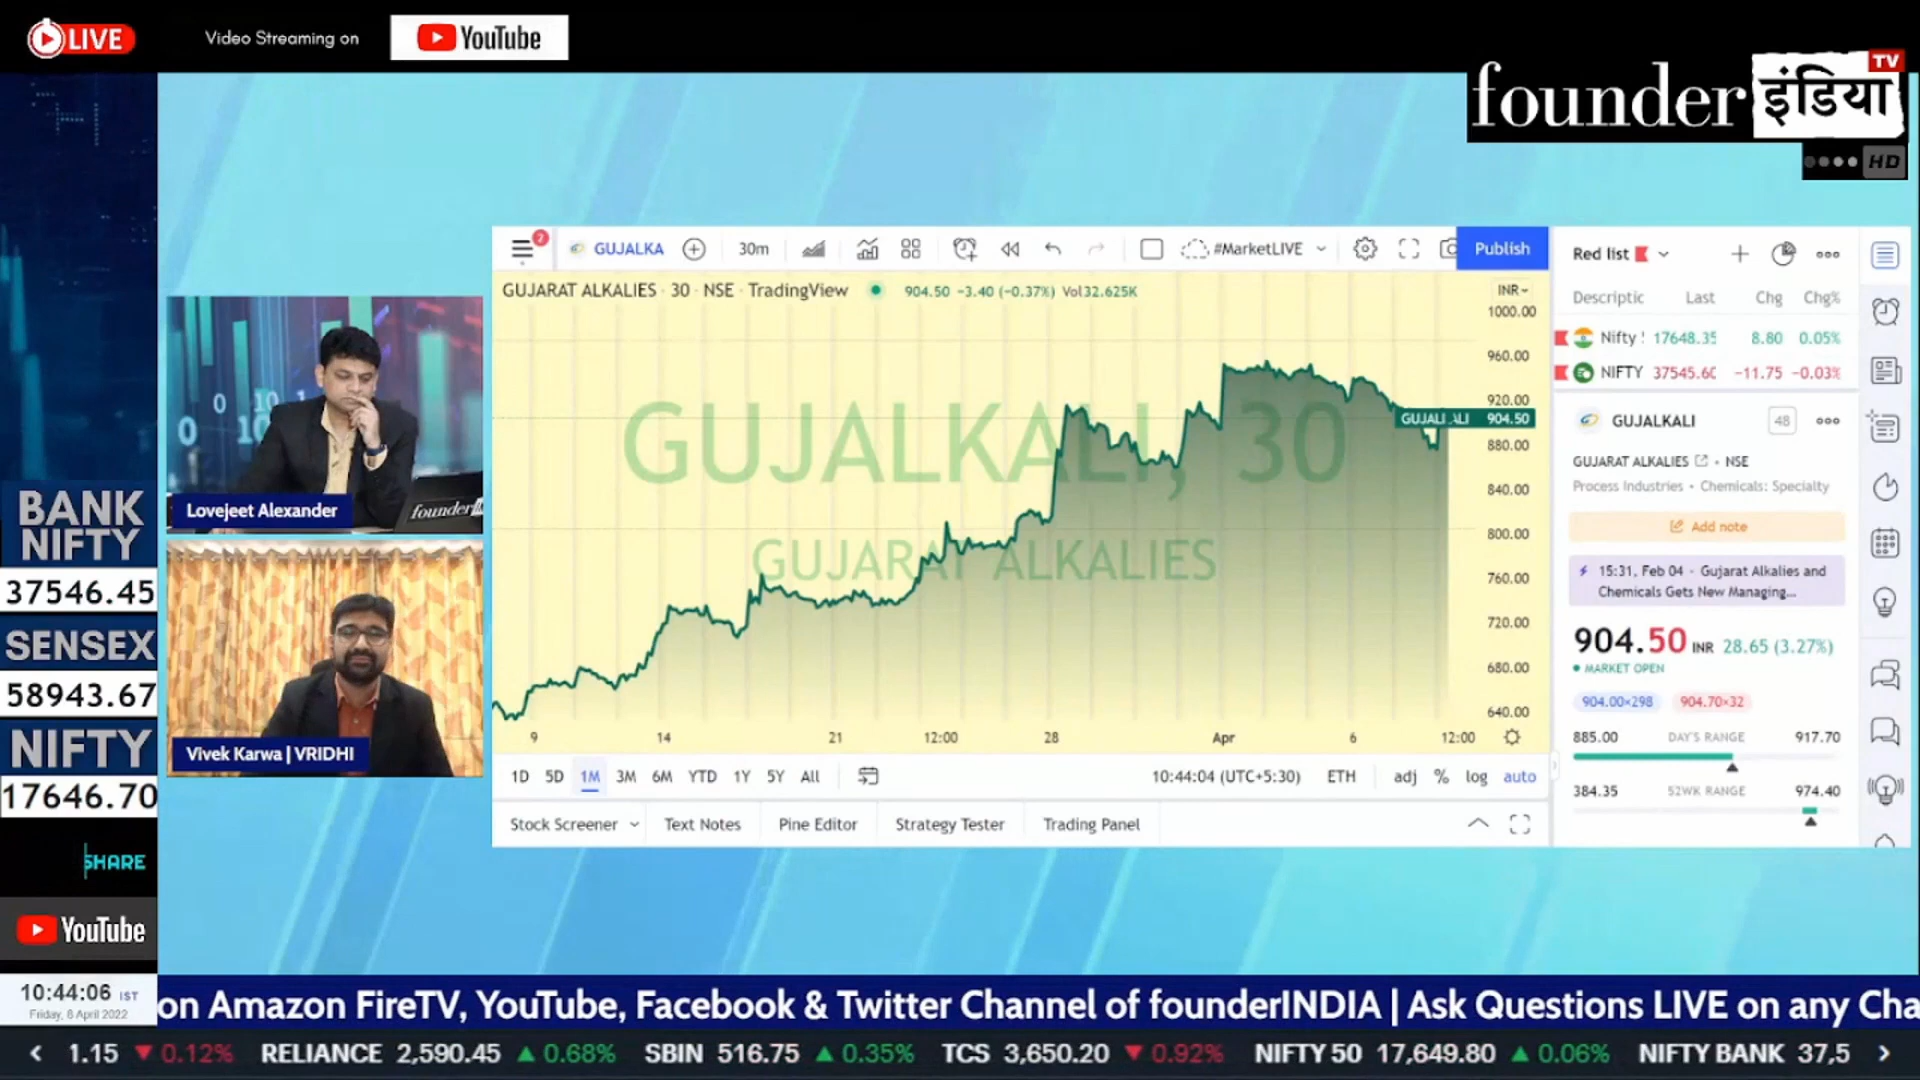 LIVE
Video Streaming on
YouTube
founder इंडिया TV
HD
GUJALKA
30m
#MarketLIVE
Publish
GUJARAT ALKALIES · 30 · NSE · TradingView
904.50 −3.40 (−0.37%) Vol32.625K
INR
1000.00
960.00
920.00
904.50
880.00
840.00
800.00
760.00
720.00
680.00
640.00
GUJALKALI, 30
GUJARAT ALKALIES
9
14
21
12:00
28
Apr
6
12:00
1D 5D 1M 3M 6M YTD 1Y 5Y All
10:44:04 (UTC+5:30) ETH adj % log auto
Stock Screener
Text Notes
Pine Editor
Strategy Tester
Trading Panel
Red list
Descriptic Last Chg Chg%
Nifty 17648.35 8.80 0.05%
NIFTY 37545.60 −11.75 −0.03%
GUJALKALI
48
GUJARAT ALKALIES • NSE
Process Industries • Chemicals: Specialty
Add note
15:31, Feb 04 · Gujarat Alkalies and
Chemicals Gets New Managing...
904.50 INR 28.65 (3.27%)
MARKET OPEN
904.00×298 904.70×32
885.00 DAY'S RANGE 917.70
384.35 52WK RANGE 974.40
Lovejeet Alexander
Vivek Karwa | VRIDHI
BANK
NIFTY
37546.45
SENSEX
58943.67
NIFTY
17646.70
SHARE
YouTube
10:44:06 IST
Friday, 8 April 2022
on Amazon FireTV, YouTube, Facebook & Twitter Channel of founderINDIA | Ask Questions LIVE on any Cha
1.15 ▼ 0.12% RELIANCE 2,590.45 ▲ 0.68% SBIN 516.75 ▲ 0.35% TCS 3,650.20 ▼ 0.92% NIFTY 50 17,649.80 ▲ 0.06% NIFTY BANK 37,5